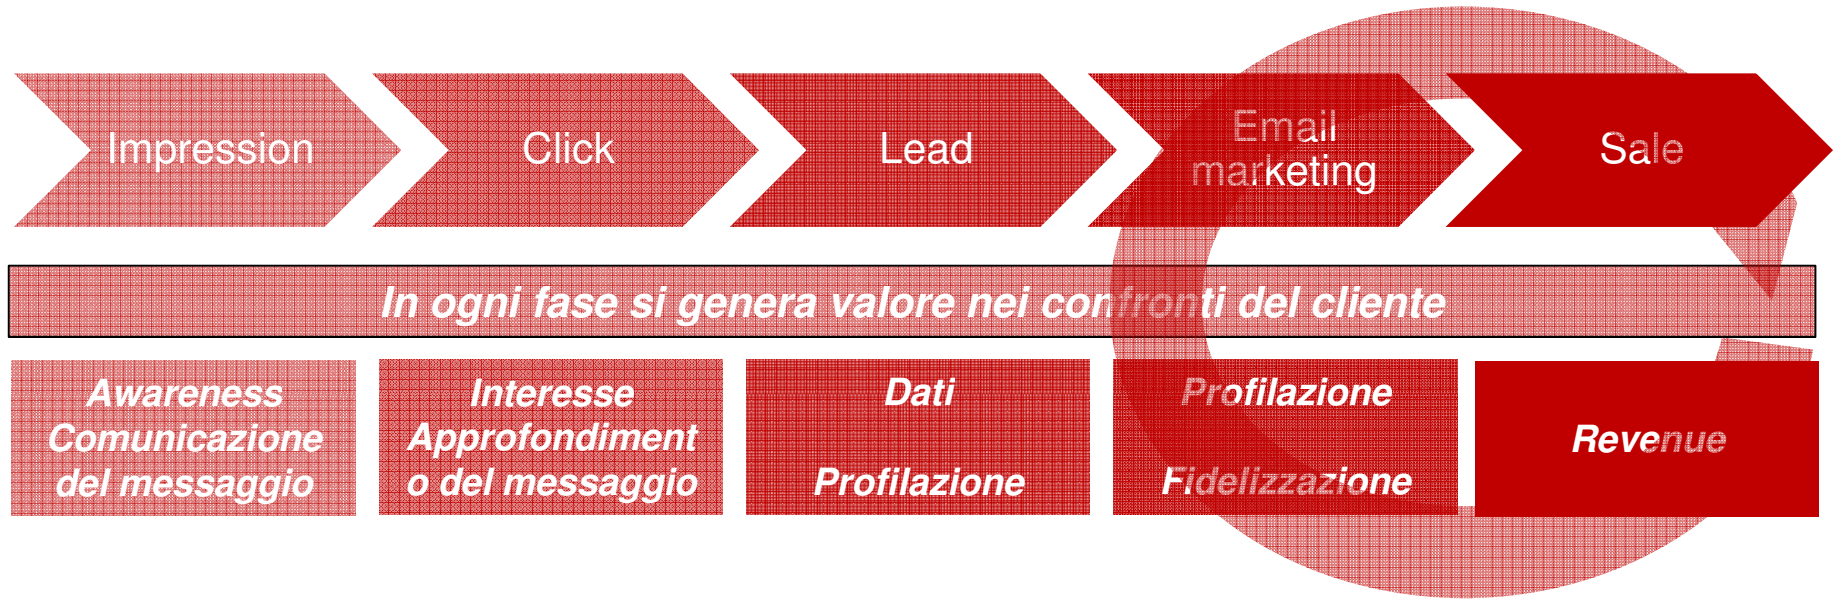 Impression
Click
Lead
Email
marketing
Sale
In ogni fase si genera valore nei confronti del cliente
Awareness
Comunicazione
del messaggio
Interesse
Approfondiment
o del messaggio
Dati
Profilazione
Profilazione
Fidelizzazione
Revenue